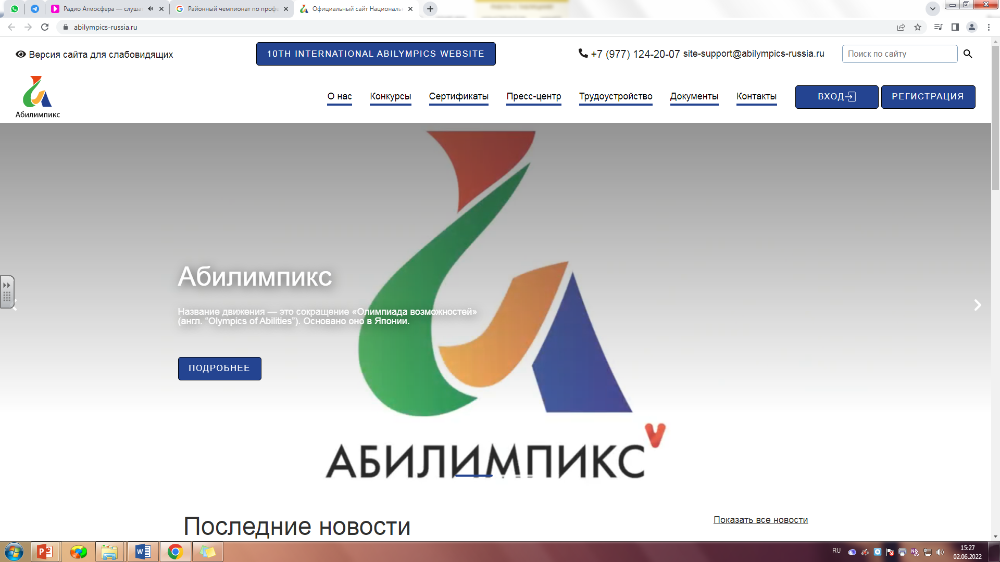 Радио Атмосфера — слуша
Районный чемпионат по профе
Официальный сайт Националь
abilympics-russia.ru
Версия сайта для слабовидящих
10TH INTERNATIONAL ABILYMPICS WEBSITE
+7 (977) 124-20-07 site-support@abilympics-russia.ru
Поиск по сайту
Абилимпикс
О нас Конкурсы Сертификаты Пресс-центр Трудоустройство Документы Контакты
ВХОД РЕГИСТРАЦИЯ
Абилимпикс
Название движения — это сокращение «Олимпиада возможностей»
(англ. “Olympics of Abilities”). Основано оно в Японии.
ПОДРОБНЕЕ
АБИЛИМПИКС
Последние новости
Показать все новости
RU
15:27
02.06.2022